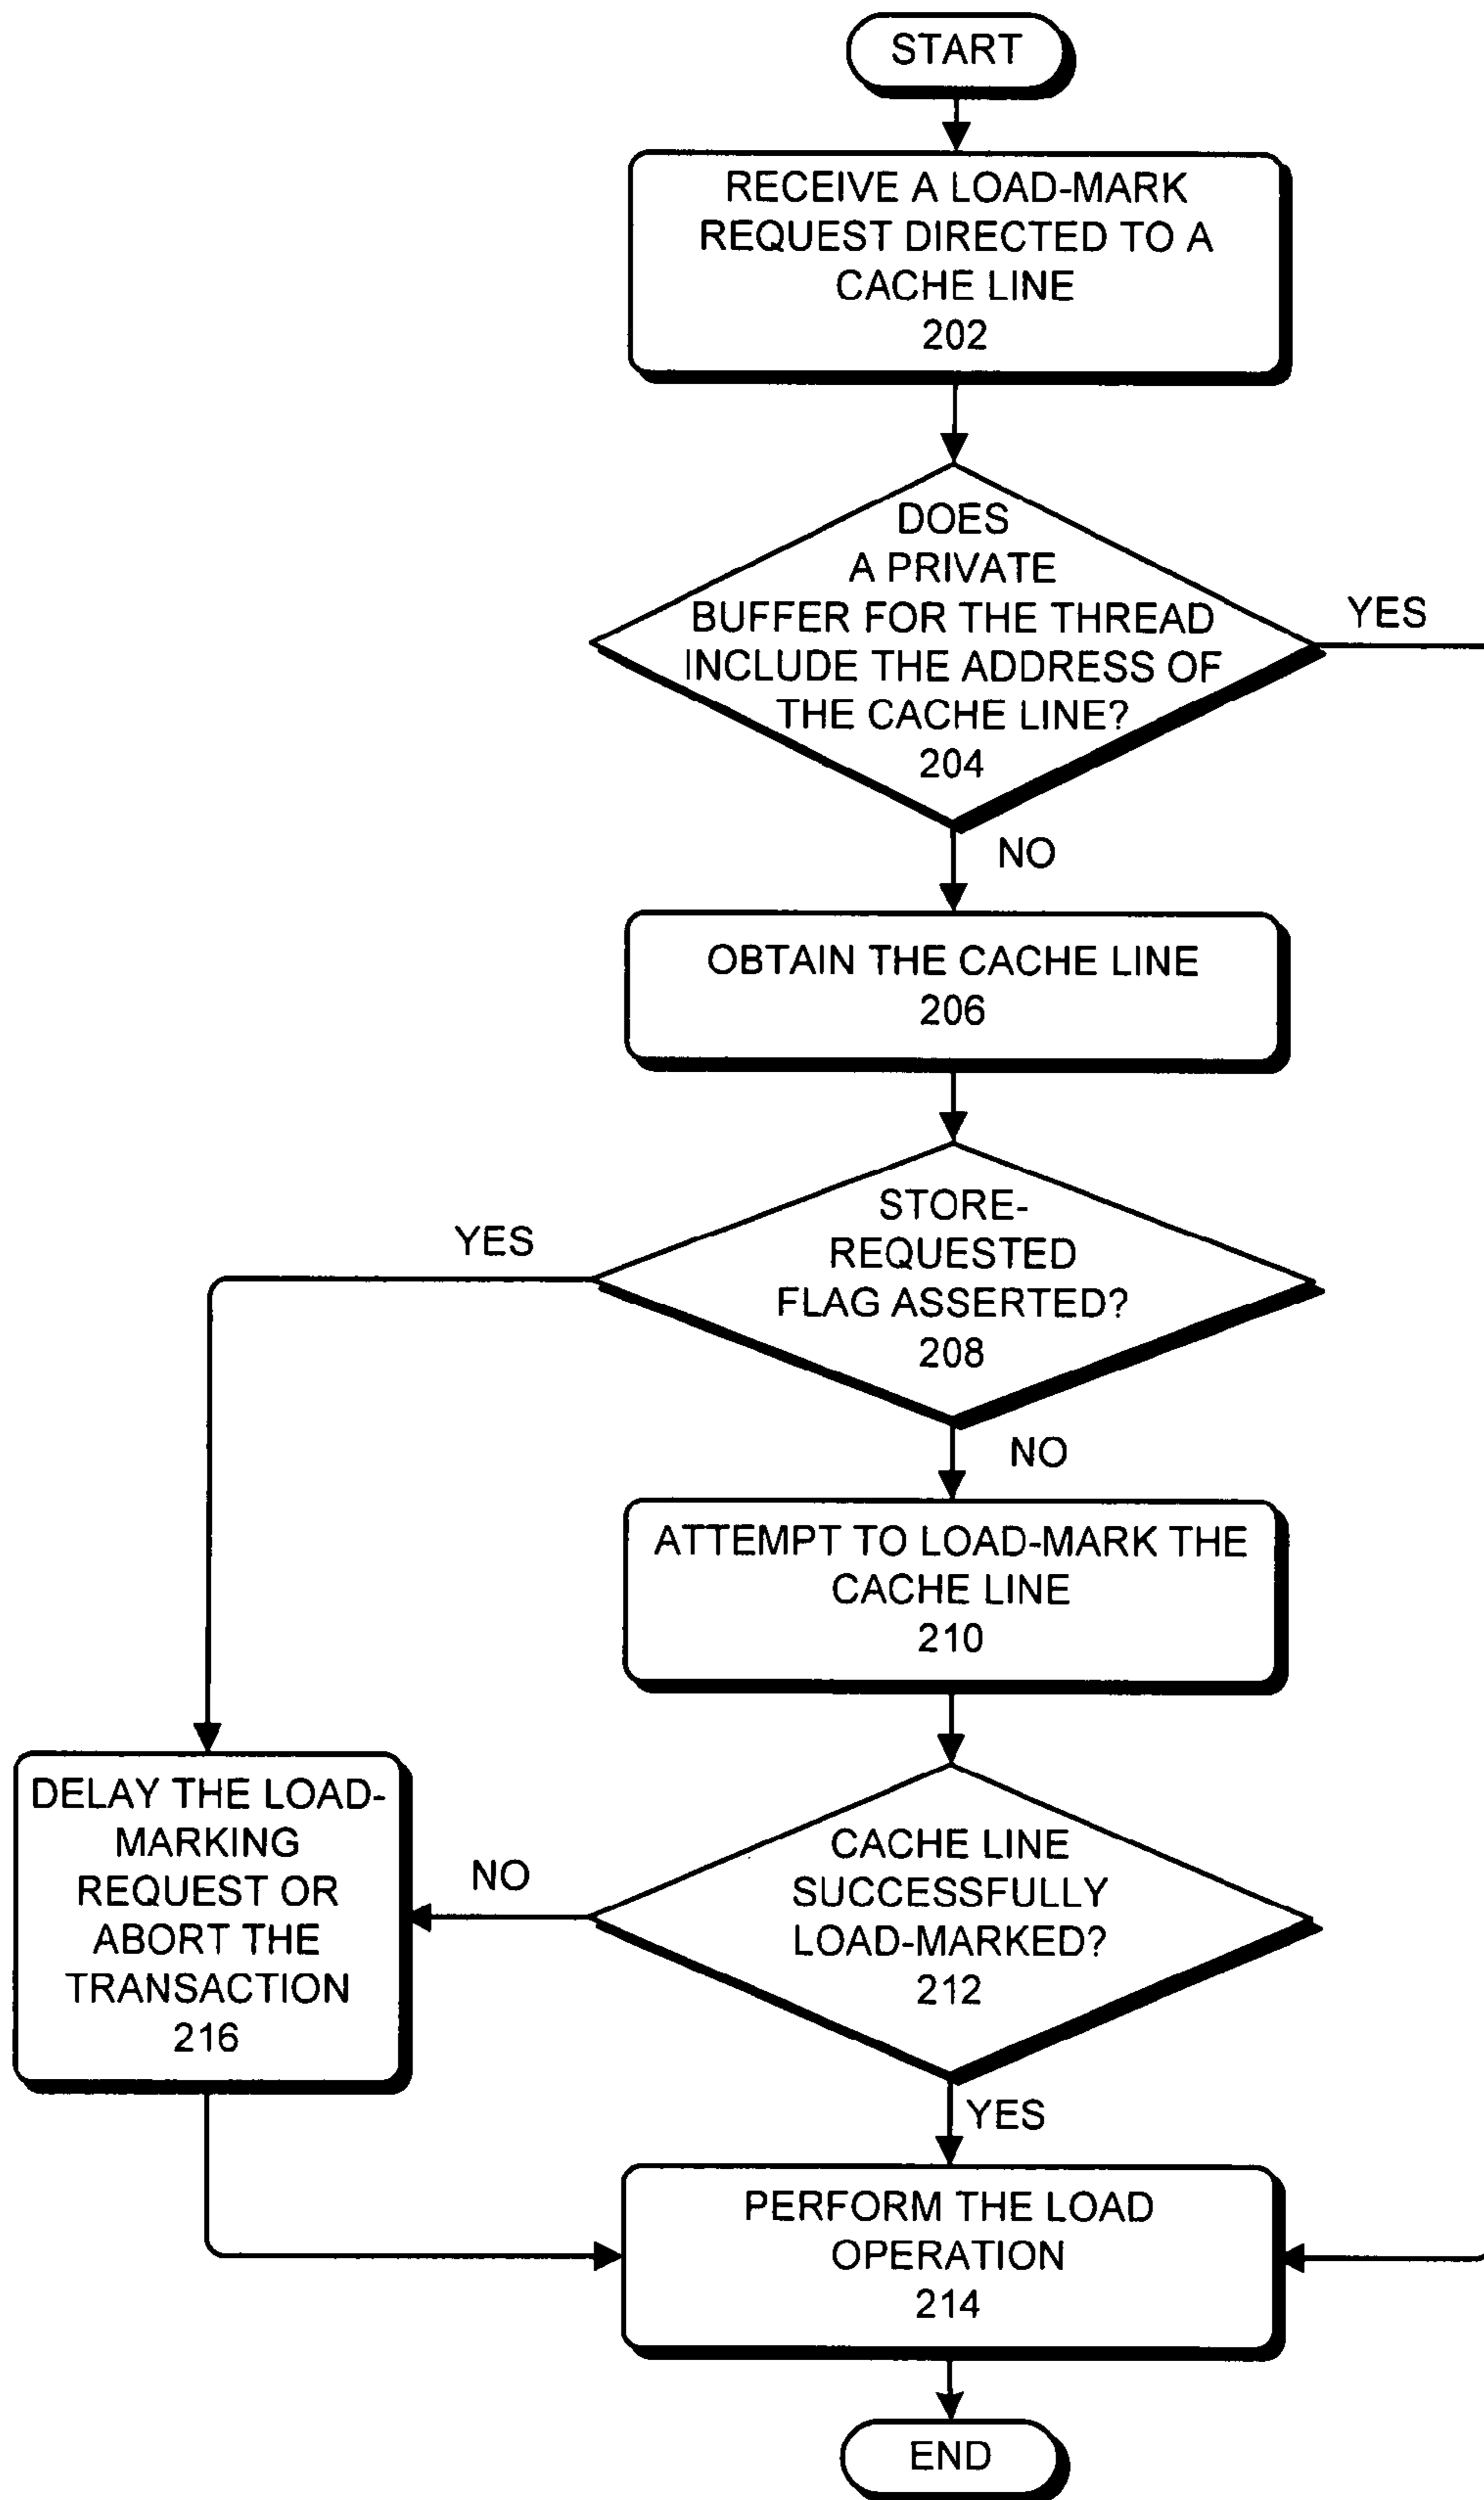 START
RECEIVE A LOAD-MARK
REQUEST DIRECTED TO A
CACHE LINE
202
DOES
A PRIVATE
BUFFER FOR THE THREAD
INCLUDE THE ADDRESS OF
THE CACHE LINE?
204
YES
NO
OBTAIN THE CACHE LINE
206
STORE-
REQUESTED
FLAG ASSERTED?
208
YES
NO
ATTEMPT TO LOAD-MARK THE
CACHE LINE
210
DELAY THE LOAD-
MARKING
REQUEST OR
ABORT THE
TRANSACTION
216
NO
CACHE LINE
SUCCESSFULLY
LOAD-MARKED?
212
YES
PERFORM THE LOAD
OPERATION
214
END